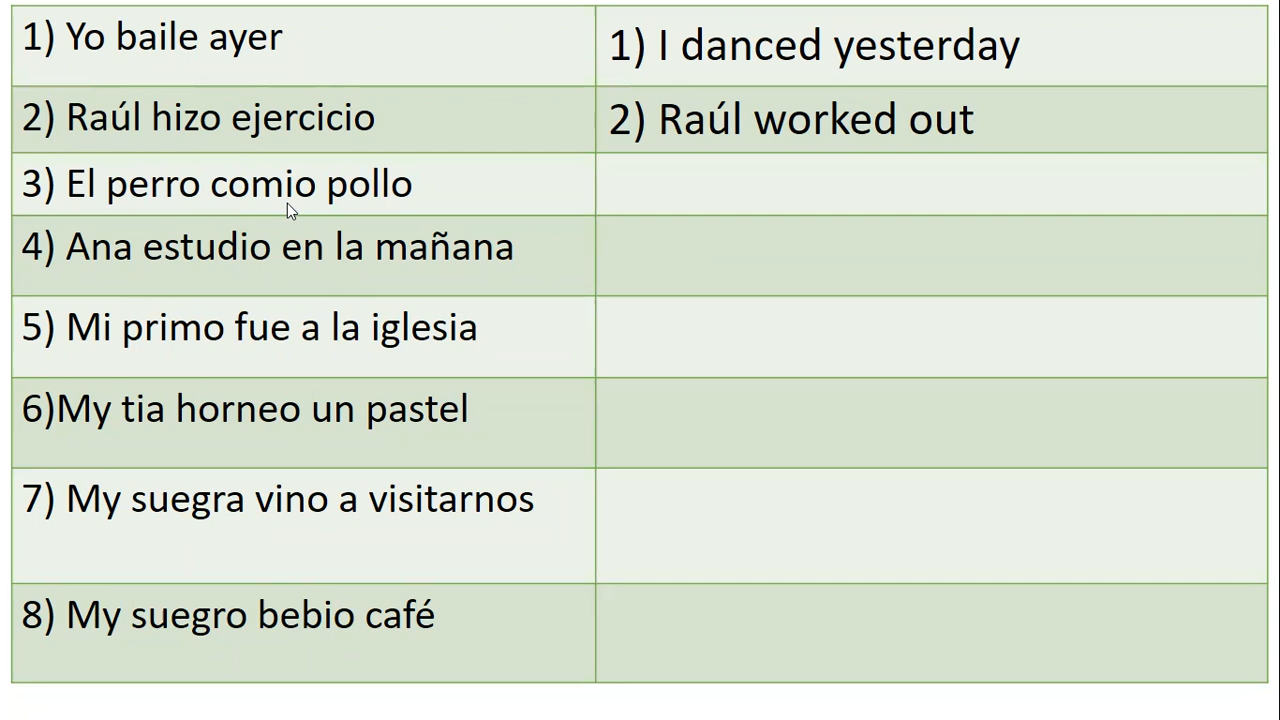 1) Yo baile ayer
1) I danced yesterday
2) Raúl hizo ejercicio
2) Raúl worked out
3) El perro comio pollo
4) Ana estudio en la mañana
5) Mi primo fue a la iglesia
6)My tia horneo un pastel
7) My suegra vino a visitarnos
8) My suegro bebio café